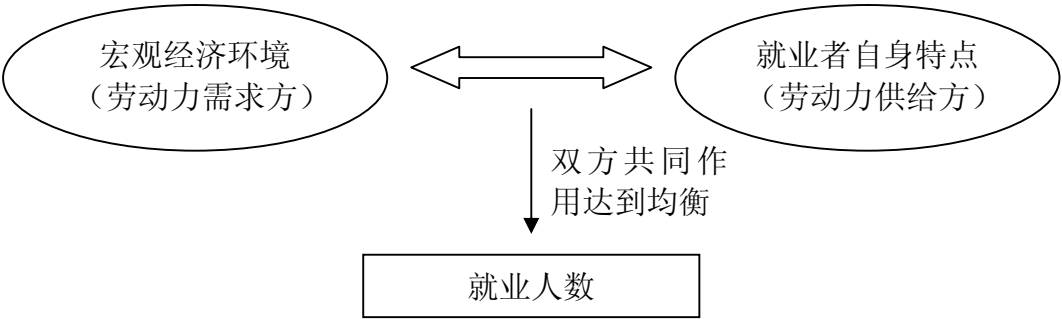 宏观经济环境
（劳动力需求方）
就业者自身特点
（劳动力供给方）
双方共同作
用达到均衡
就业人数